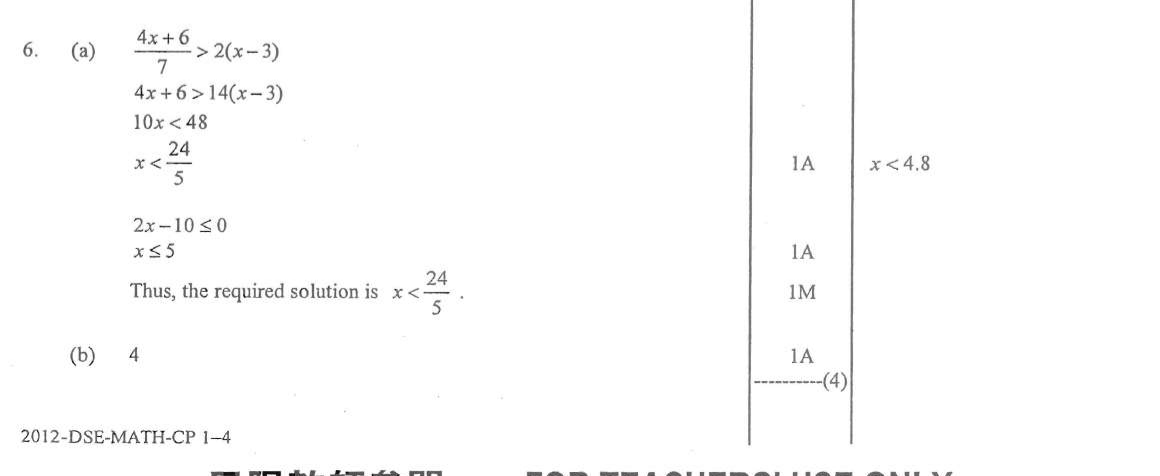 6. (a) (4x+6)/7 > 2(x−3)
4x+6 > 14(x−3)
10x < 48
x < 24/5 1A x < 4.8
2x−10 ≤ 0
x ≤ 5 1A
Thus, the required solution is x < 24/5 . 1M
(b) 4 1A
----------(4)
2012-DSE-MATH-CP 1–4